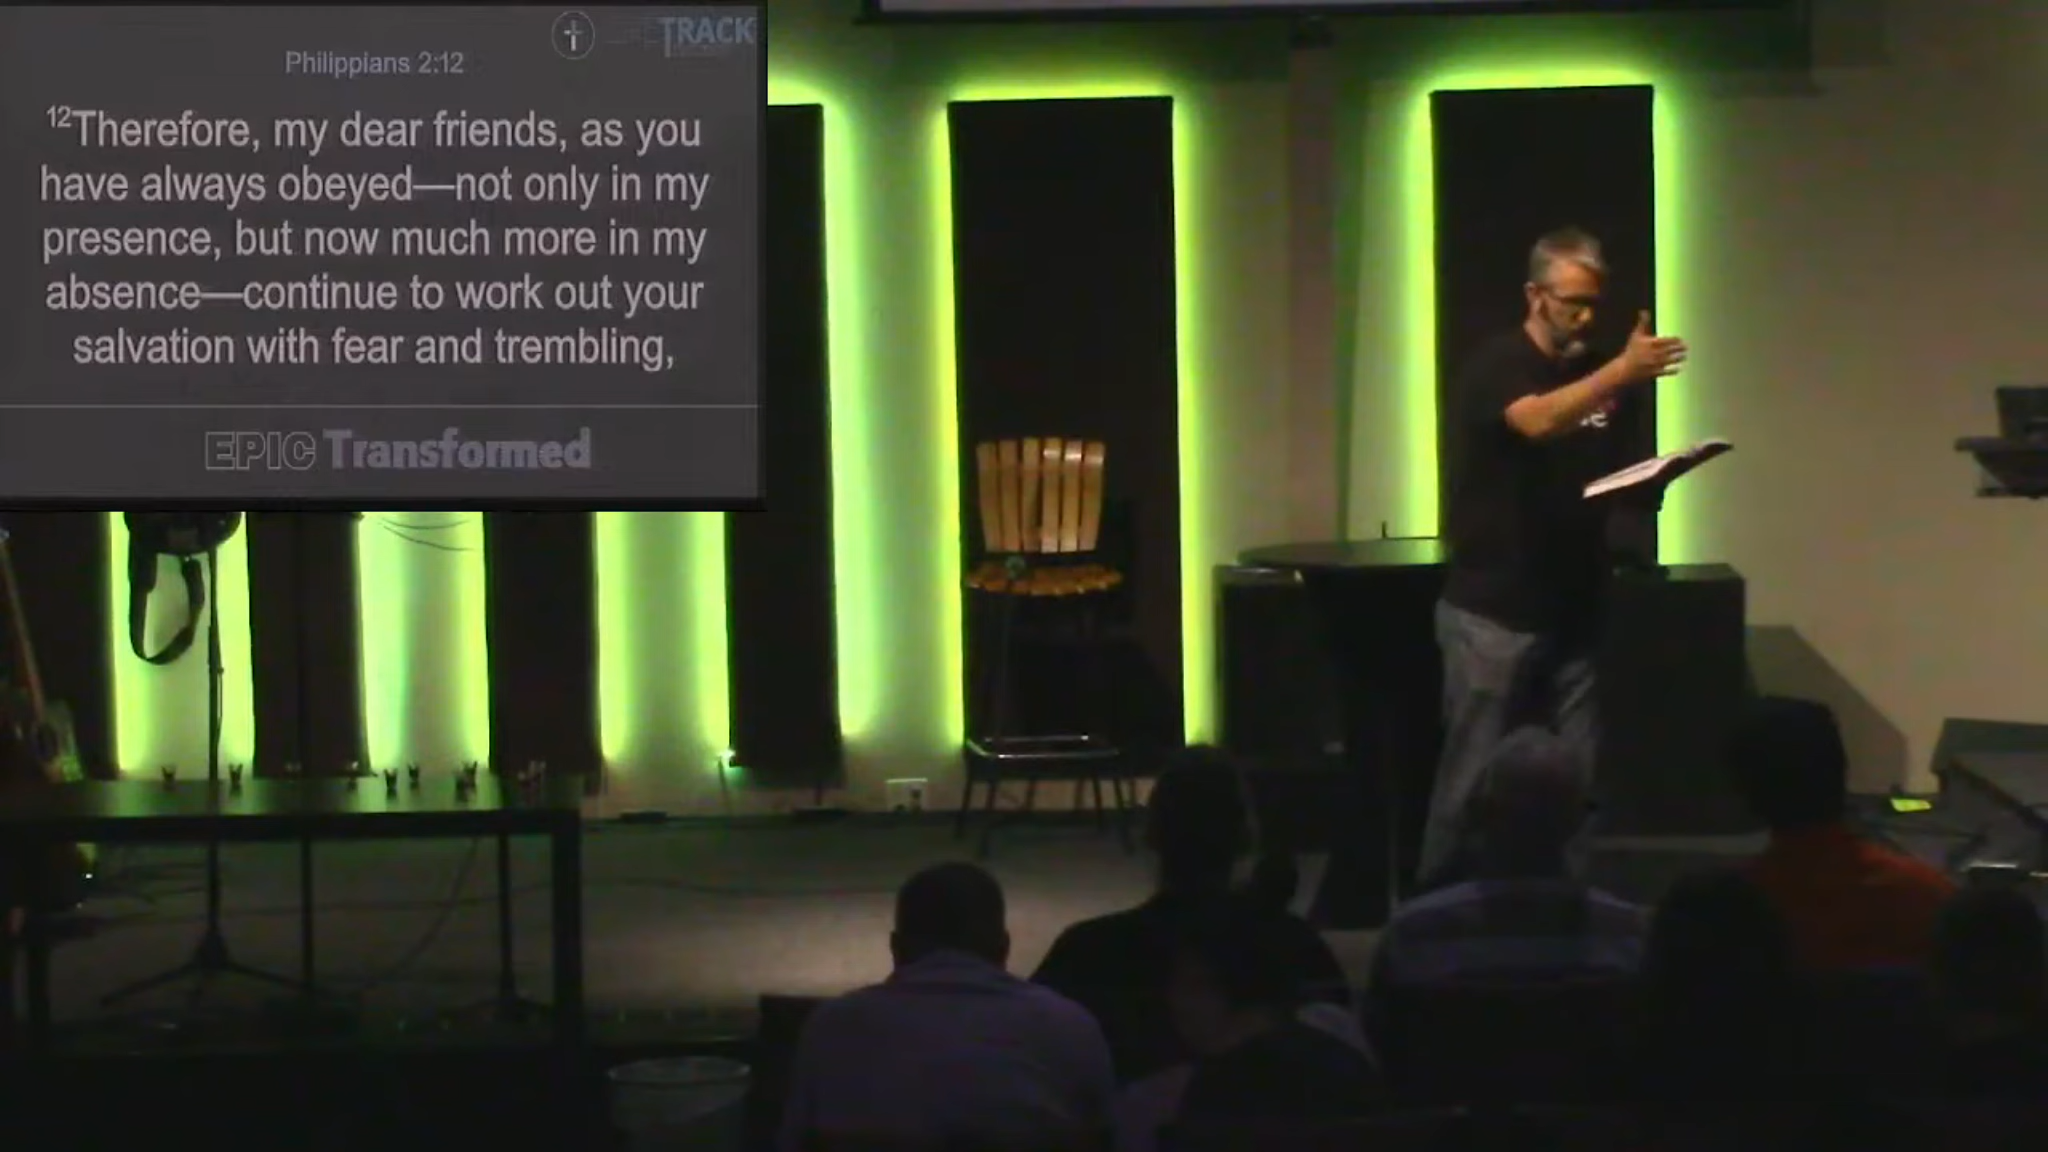 TRACK
Philippians 2:12
12Therefore, my dear friends, as you
have always obeyed—not only in my
presence, but now much more in my
absence—continue to work out your
salvation with fear and trembling,
EPIC Transformed